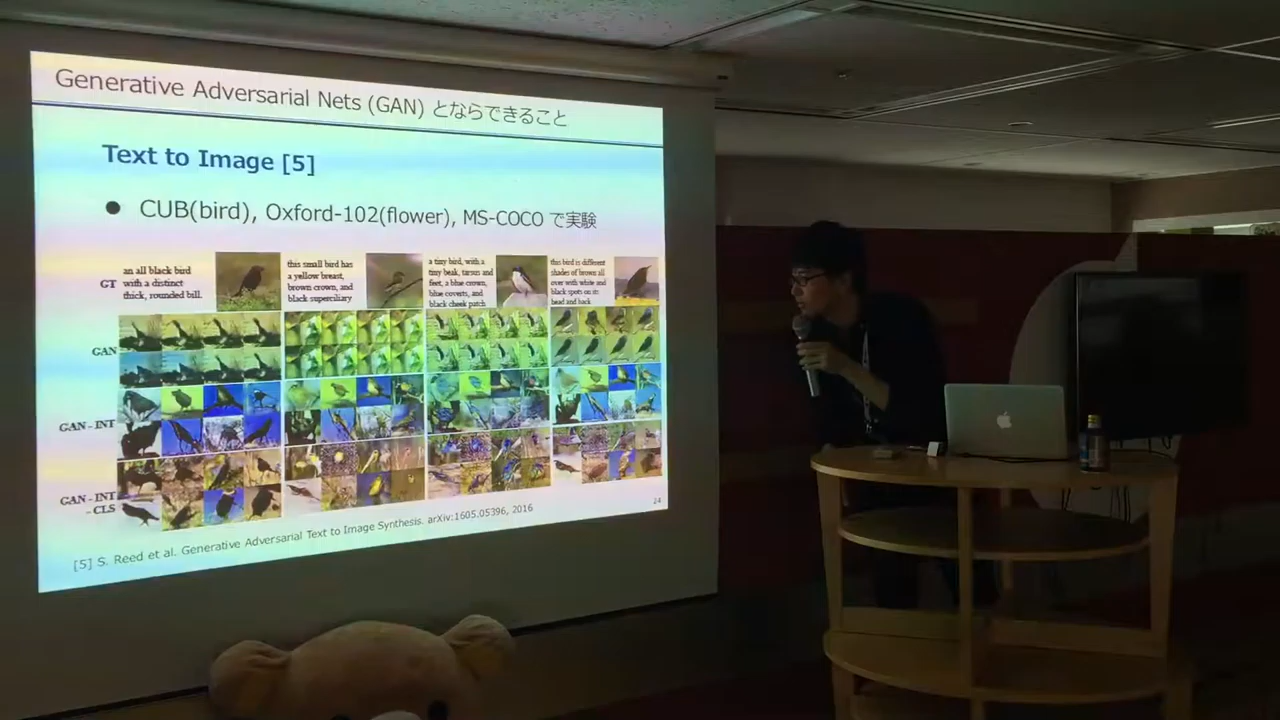 Generative Adversarial Nets (GAN) とならできること
Text to Image [5]
● CUB(bird), Oxford-102(flower), MS-COCO で実験
GT
an all black bird
with a distinct
thick, rounded bill.
this small bird has
a yellow breast,
brown crown, and
black superciliary
a tiny bird, with a
tiny beak, tarsus and
feet, a blue crown,
blue coverts, and
black cheek patch
this bird is different
shades of brown all
over with white and
black spots on its
head and back
GAN
GAN - INT
GAN - INT
- CLS
24
[5] S. Reed et al. Generative Adversarial Text to Image Synthesis. arXiv:1605.05396, 2016